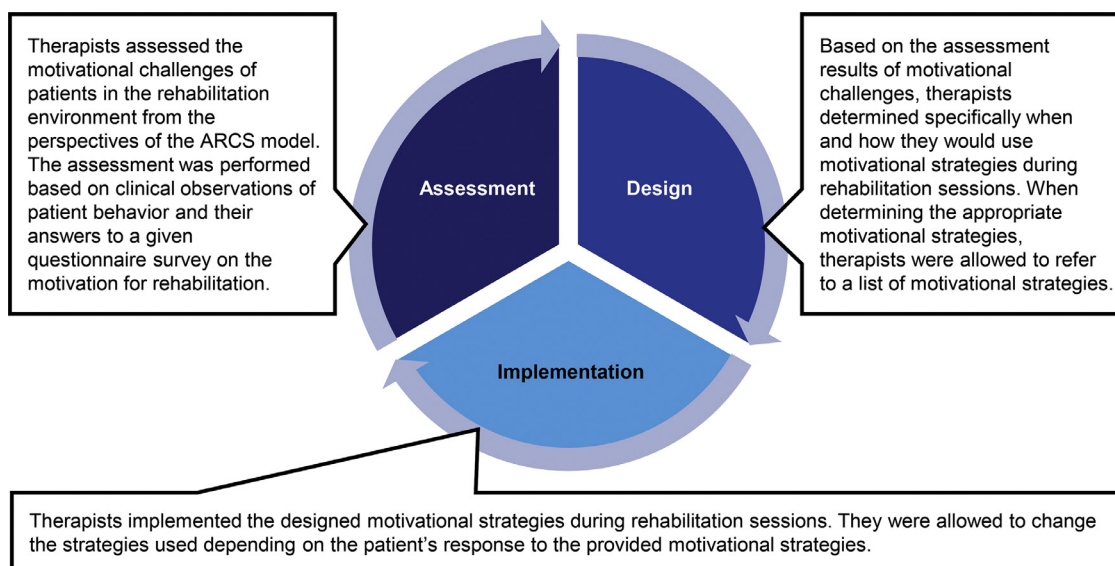 Therapists assessed the
motivational challenges of
patients in the rehabilitation
environment from the
perspectives of the ARCS model.
The assessment was performed
based on clinical observations of
patient behavior and their
answers to a given
questionnaire survey on the
motivation for rehabilitation.
Assessment
Design
Based on the assessment
results of motivational
challenges, therapists
determined specifically when
and how they would use
motivational strategies during
rehabilitation sessions. When
determining the appropriate
motivational strategies,
therapists were allowed to refer
to a list of motivational strategies.
Implementation
Therapists implemented the designed motivational strategies during rehabilitation sessions. They were allowed to change
the strategies used depending on the patient's response to the provided motivational strategies.